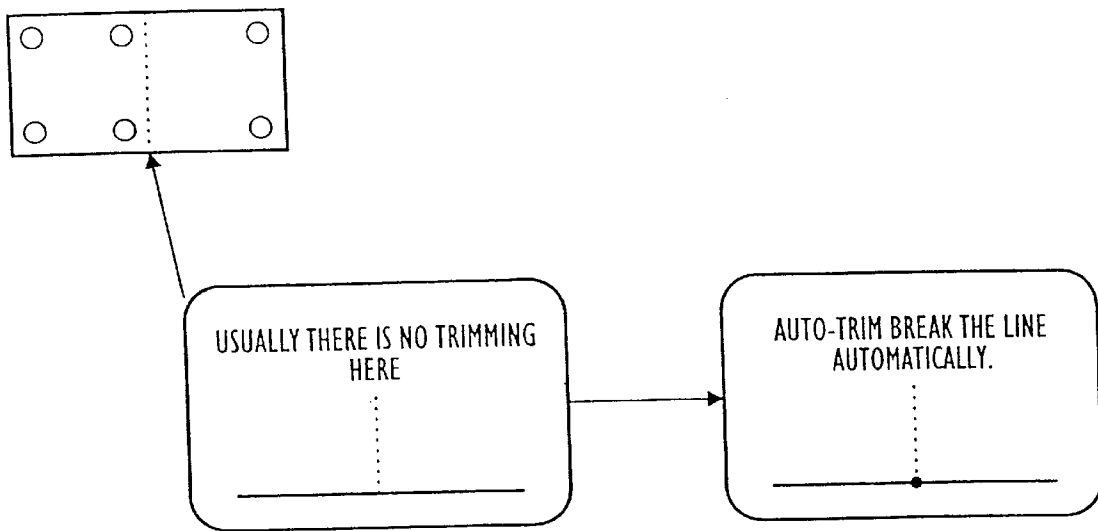 USUALLY THERE IS NO TRIMMING
HERE
AUTO-TRIM BREAK THE LINE
AUTOMATICALLY.